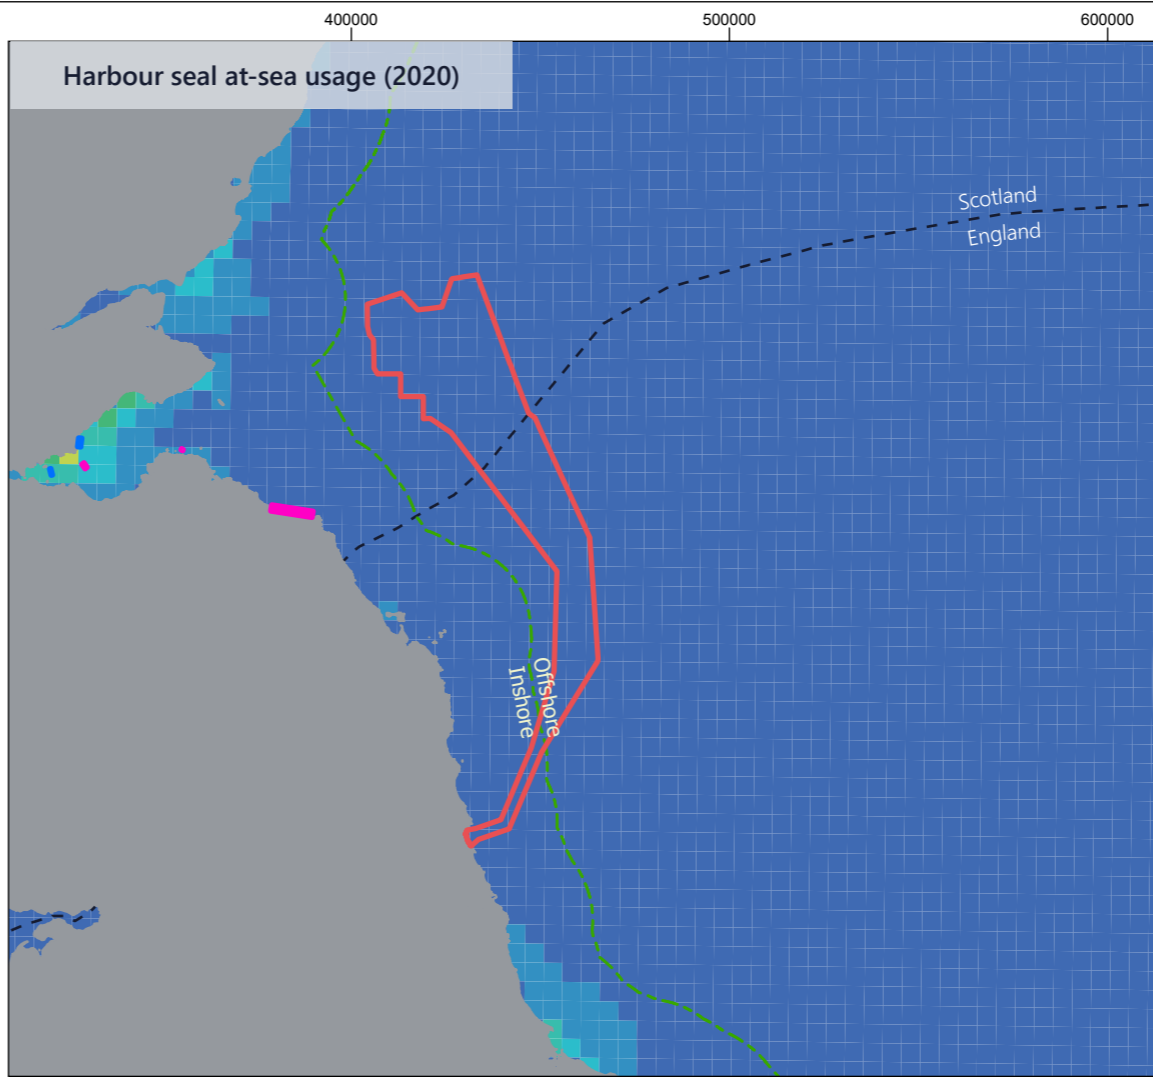 400000
500000
600000
Harbour seal at-sea usage (2020)
Scotland
England
Offshore
Inshore